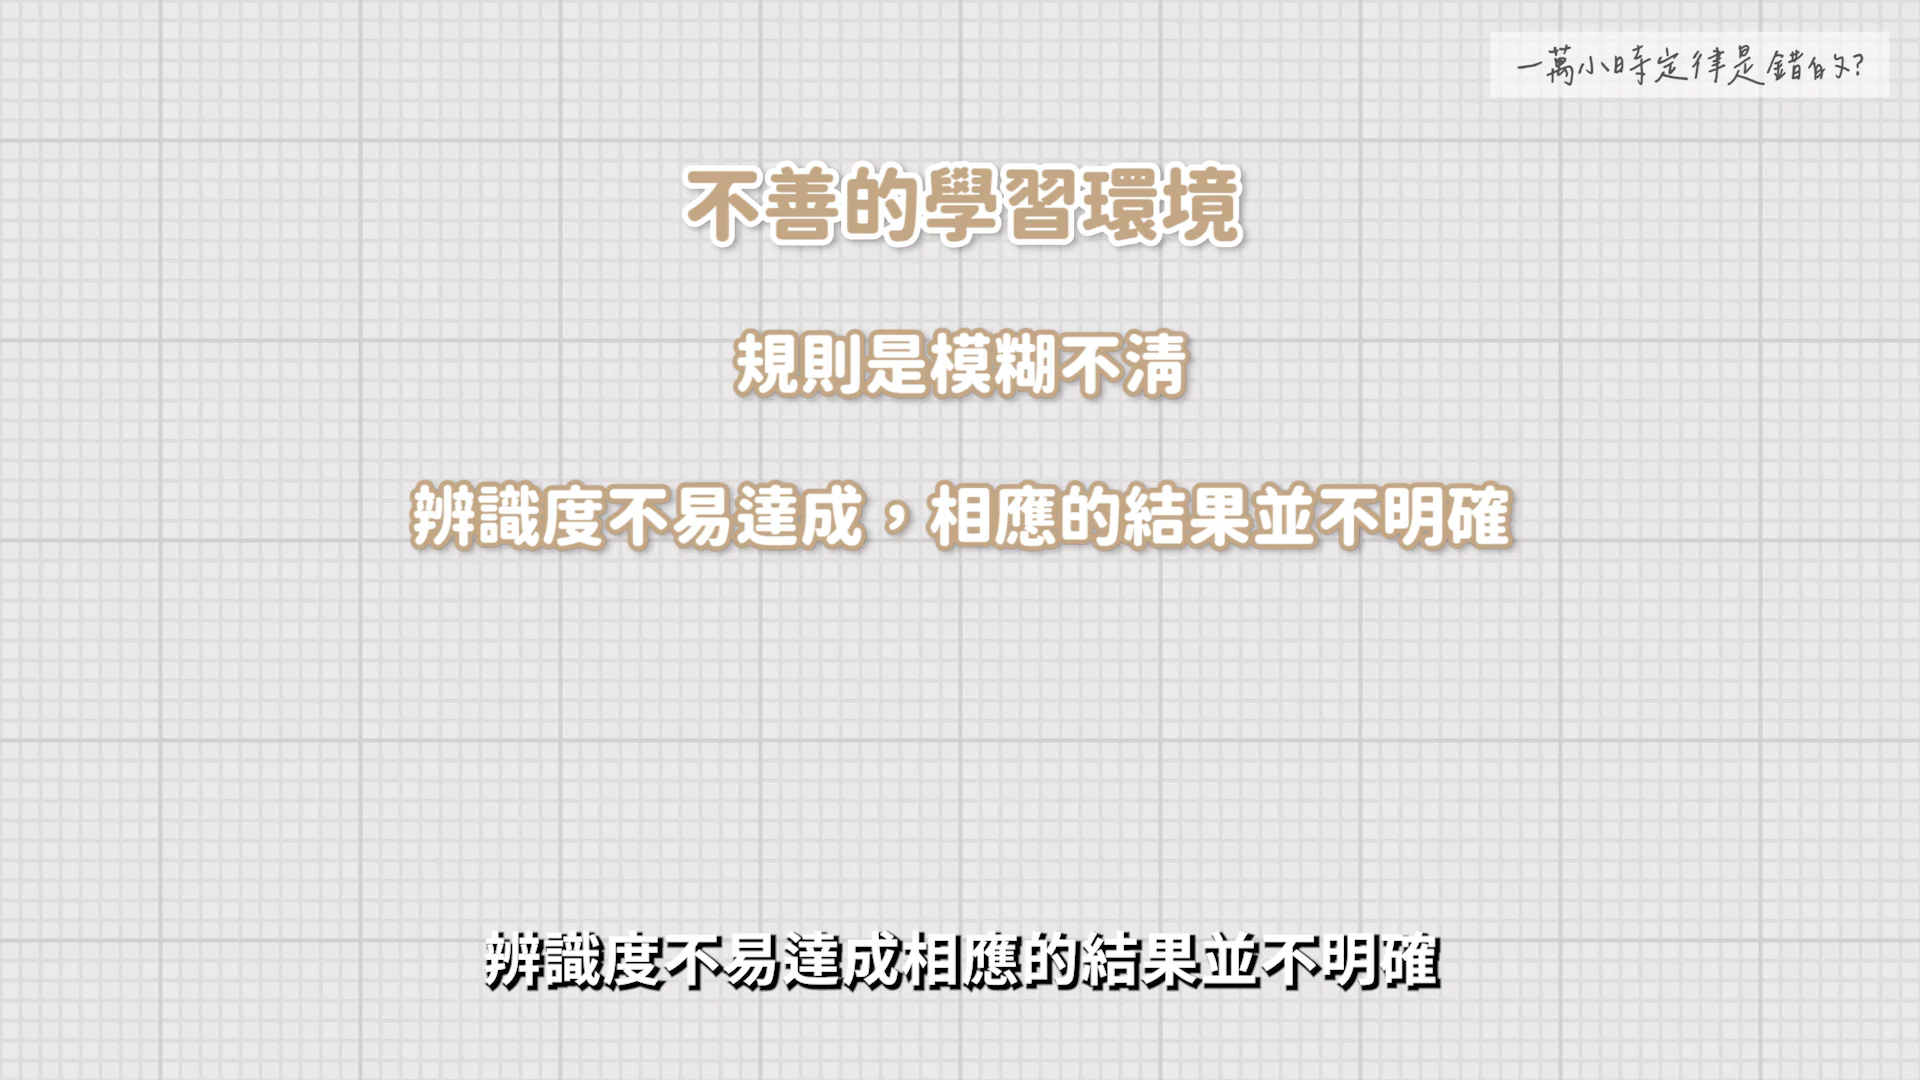 一萬小時定律是錯的?
不善的學習環境
規則是模糊不清
辨識度不易達成，相應的結果並不明確
辨識度不易達成相應的結果並不明確